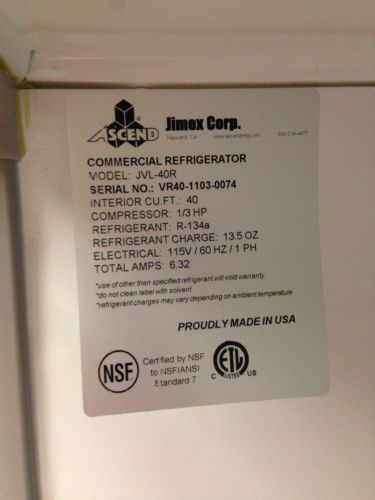 ASCEND
Jimex Corp.
Hayward, CA www.ascendmfg.com
COMMERCIAL REFRIGERATOR
MODEL: JVL-40R
SERIAL NO.: VR40-1103-0074
INTERIOR CU.FT.: 40
COMPRESSOR: 1/3 HP
REFRIGERANT: R-134a
REFRIGERANT CHARGE: 13.5 OZ
ELECTRICAL: 115V / 60 HZ / 1 PH
TOTAL AMPS: 6.32
*use of other than specified refrigerant will void warranty
*do not clean label with solvent
*refrigerant charges may vary depending on ambient temperature
PROUDLY MADE IN USA
NSF
Certified by NSF
to NSF/ANSI
Standard 7
ETL
C LISTED US